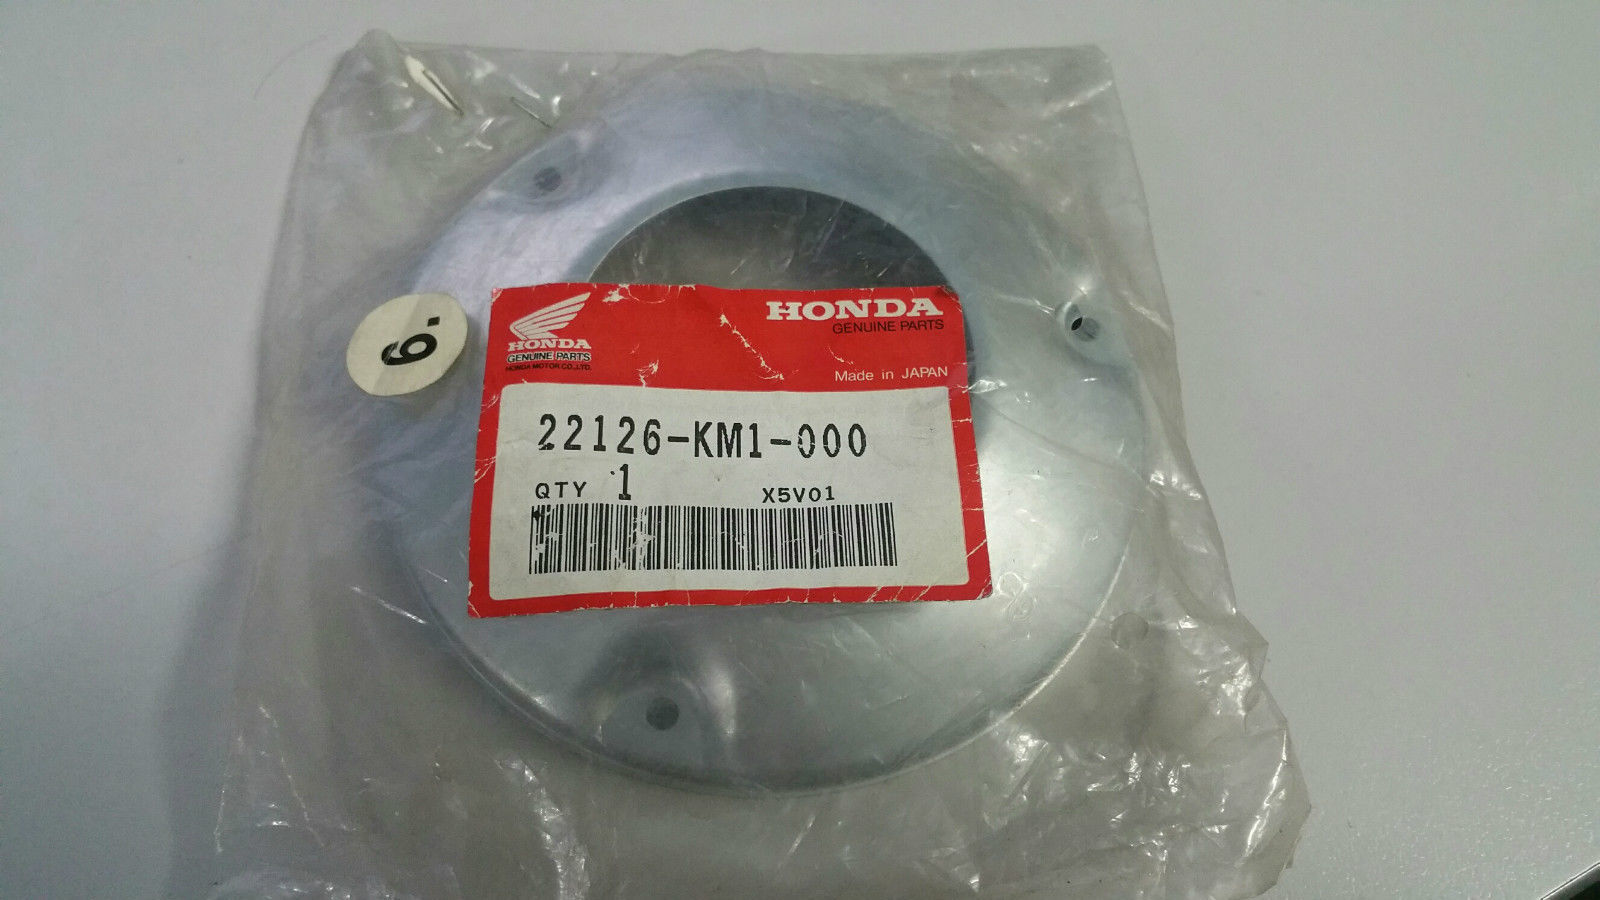 6.
HONDA
GENUINE PARTS
HONDA MOTOR CO.,LTD.
HONDA
GENUINE PARTS
Made in JAPAN
22126-KM1-000
QTY 1 X5V01